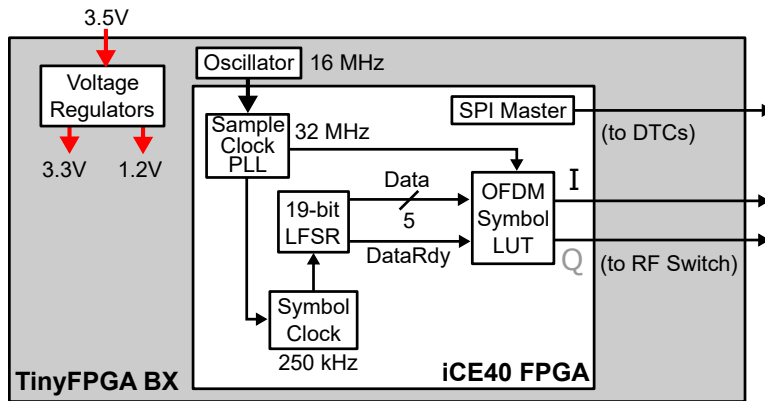 3.5V
Voltage
Regulators
3.3V
1.2V
Oscillator
16 MHz
Sample
Clock
PLL
32 MHz
SPI Master
(to DTCs)
19-bit
LFSR
Data
5
DataRdy
OFDM
Symbol
LUT
I
Q
(to RF Switch)
Symbol
Clock
250 kHz
TinyFPGA BX
iCE40 FPGA